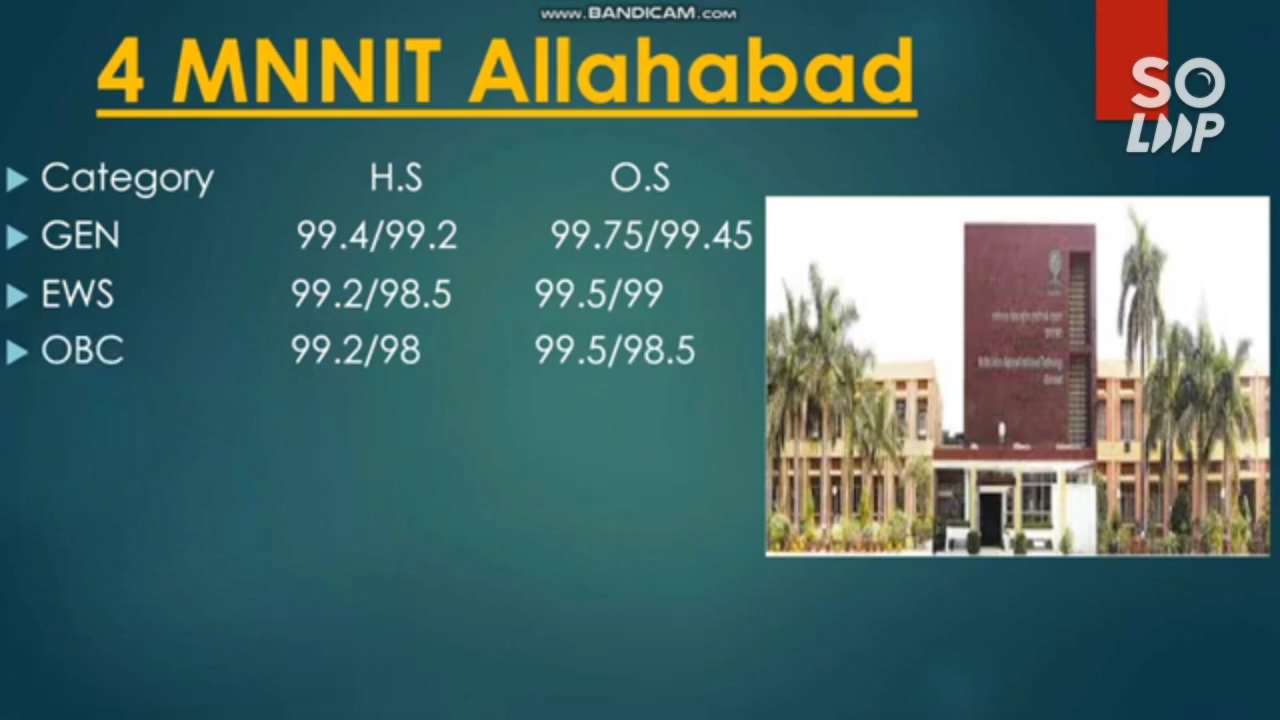 www.BANDICAM.com
4 MNNIT Allahabad
SO
LOOP
Category H.S O.S
GEN 99.4/99.2 99.75/99.45
EWS 99.2/98.5 99.5/99
OBC 99.2/98 99.5/98.5